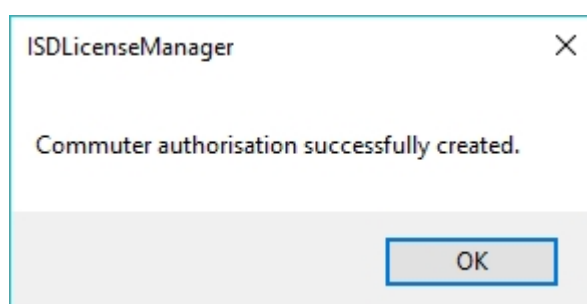 ISDLicenseManager
Commuter authorisation successfully created.
OK